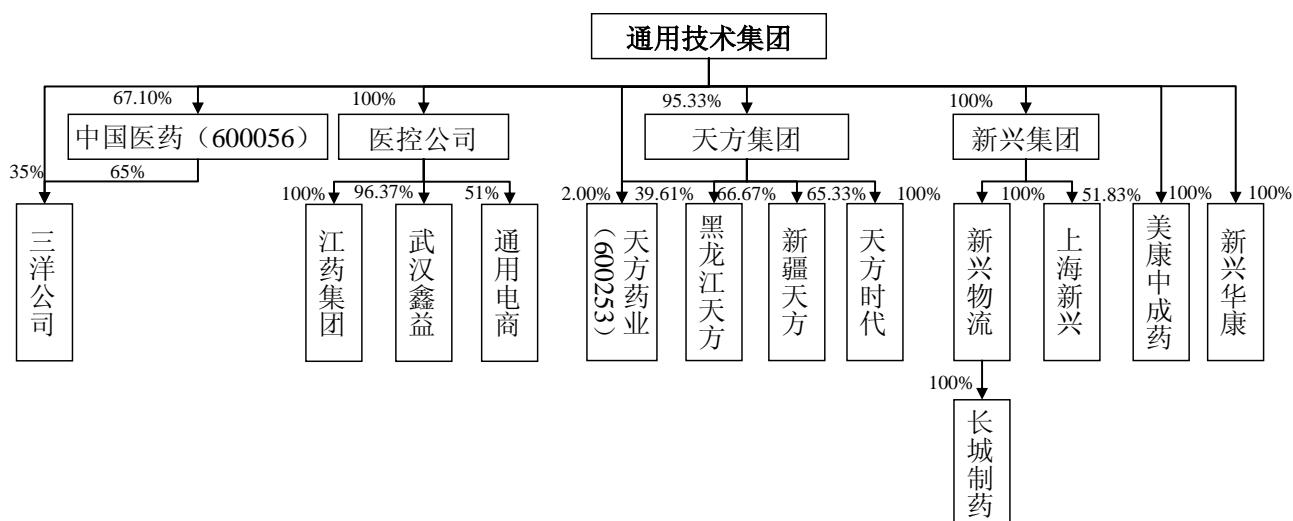 通用技术集团
67.10%
100%
95.33%
100%
中国医药（600056）
医控公司
天方集团
新兴集团
35%
65%
100%
96.37%
51%
2.00%
39.61%
66.67%
65.33%
100%
100%
51.83%
100%
100%
三洋公司
江药集团
武汉鑫益
通用电商
天方药业（600253）
黑龙江天方
新疆天方
天方时代
新兴物流
上海新兴
美康中成药
新兴华康
100%
长城制药